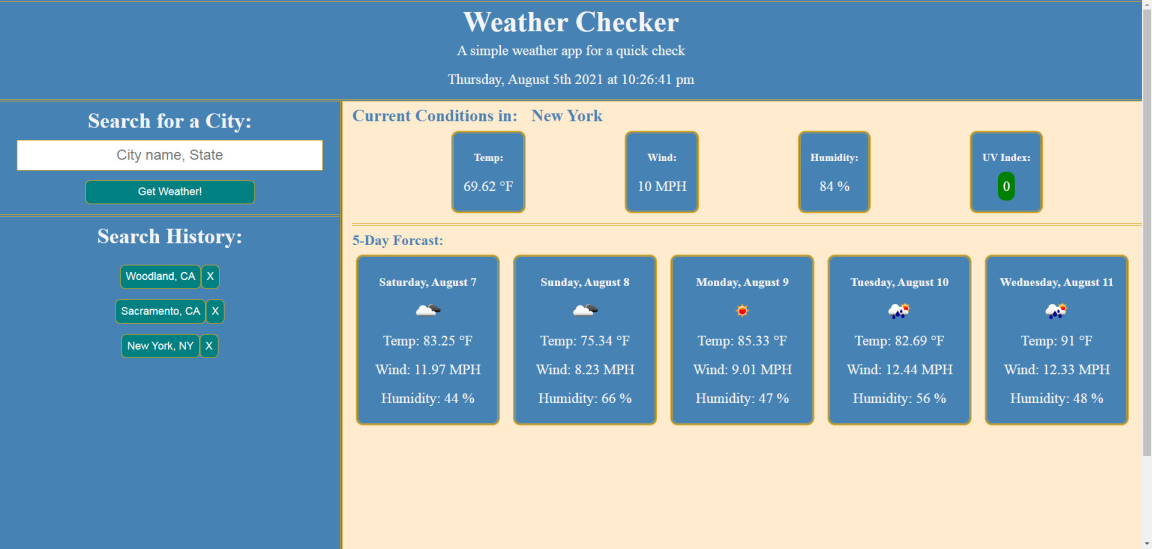 Weather Checker
A simple weather app for a quick check
Thursday, August 5th 2021 at 10:26:41 pm
Search for a City:
City name, State
Get Weather!
Search History:
Woodland, CA X
Sacramento, CA X
New York, NY X
Current Conditions in: New York
Temp:
69.62 °F
Wind:
10 MPH
Humidity:
84 %
UV Index:
0
5-Day Forcast:
Saturday, August 7
Temp: 83.25 °F
Wind: 11.97 MPH
Humidity: 44 %
Sunday, August 8
Temp: 75.34 °F
Wind: 8.23 MPH
Humidity: 66 %
Monday, August 9
Temp: 85.33 °F
Wind: 9.01 MPH
Humidity: 47 %
Tuesday, August 10
Temp: 82.69 °F
Wind: 12.44 MPH
Humidity: 56 %
Wednesday, August 11
Temp: 91 °F
Wind: 12.33 MPH
Humidity: 48 %